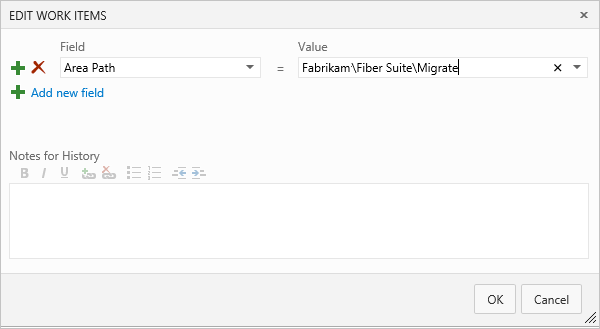 EDIT WORK ITEMS
Field Value
Area Path = Fabrikam\Fiber Suite\Migrate
Add new field
Notes for History
B I U
OK Cancel